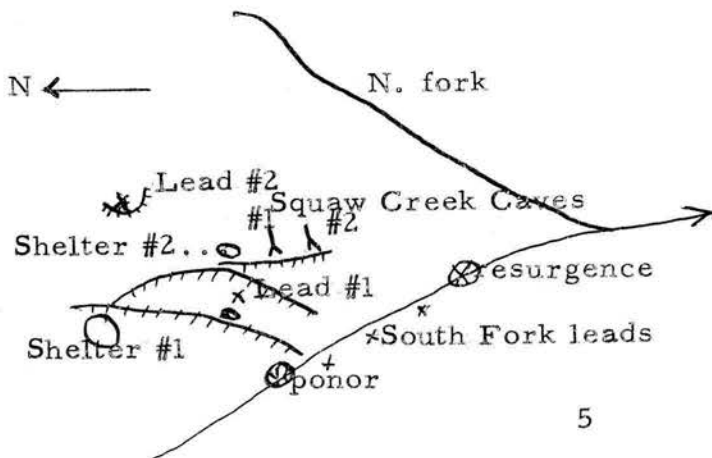 N
N. fork
Lead #2
Squaw Creek Caves
#1
#2
Shelter #2..
resurgence
Lead #1
South Fork leads
Shelter #1
ponor
5